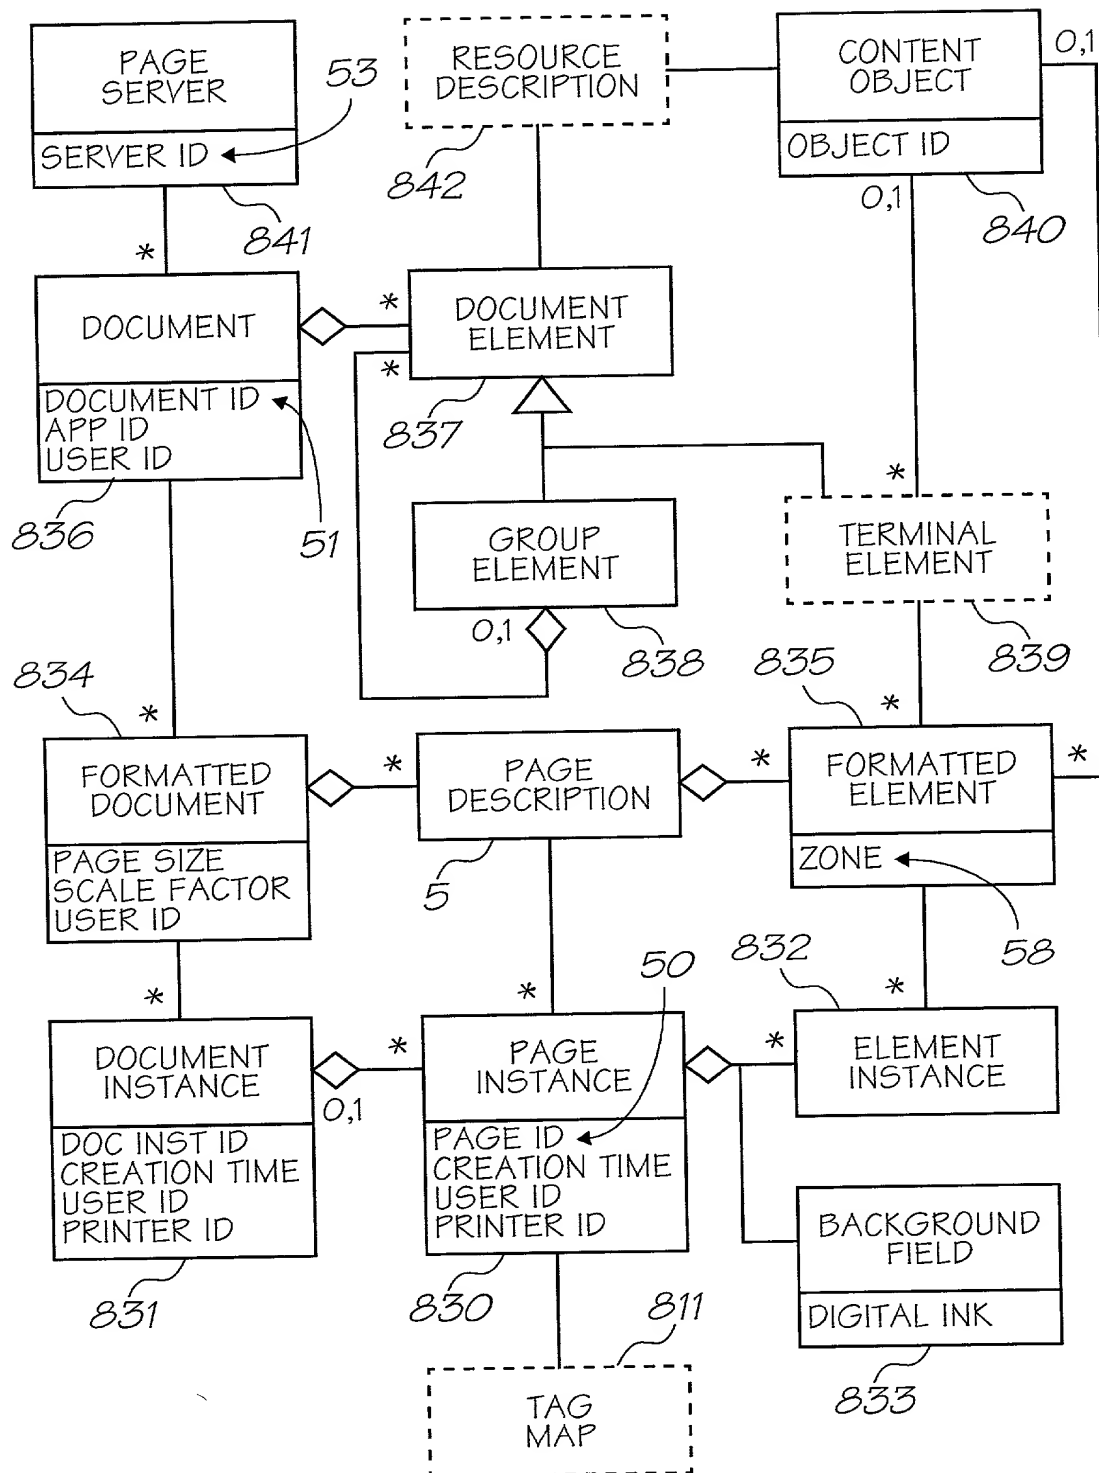 PAGE
SERVER
SERVER ID
53
841
RESOURCE
DESCRIPTION
842
CONTENT
OBJECT
OBJECT ID
0,1
0,1
840
*
DOCUMENT
DOCUMENT ID
APP ID
USER ID
836
51
*
*
DOCUMENT
ELEMENT
837
GROUP
ELEMENT
0,1
838
*
TERMINAL
ELEMENT
839
834
*
FORMATTED
DOCUMENT
PAGE SIZE
SCALE FACTOR
USER ID
*
PAGE
DESCRIPTION
5
835
*
*
FORMATTED
ELEMENT
*
ZONE
58
*
DOCUMENT
INSTANCE
0,1
DOC INST ID
CREATION TIME
USER ID
PRINTER ID
831
50
*
*
PAGE
INSTANCE
PAGE ID
CREATION TIME
USER ID
PRINTER ID
830
832
*
*
ELEMENT
INSTANCE
BACKGROUND
FIELD
DIGITAL INK
833
811
TAG
MAP